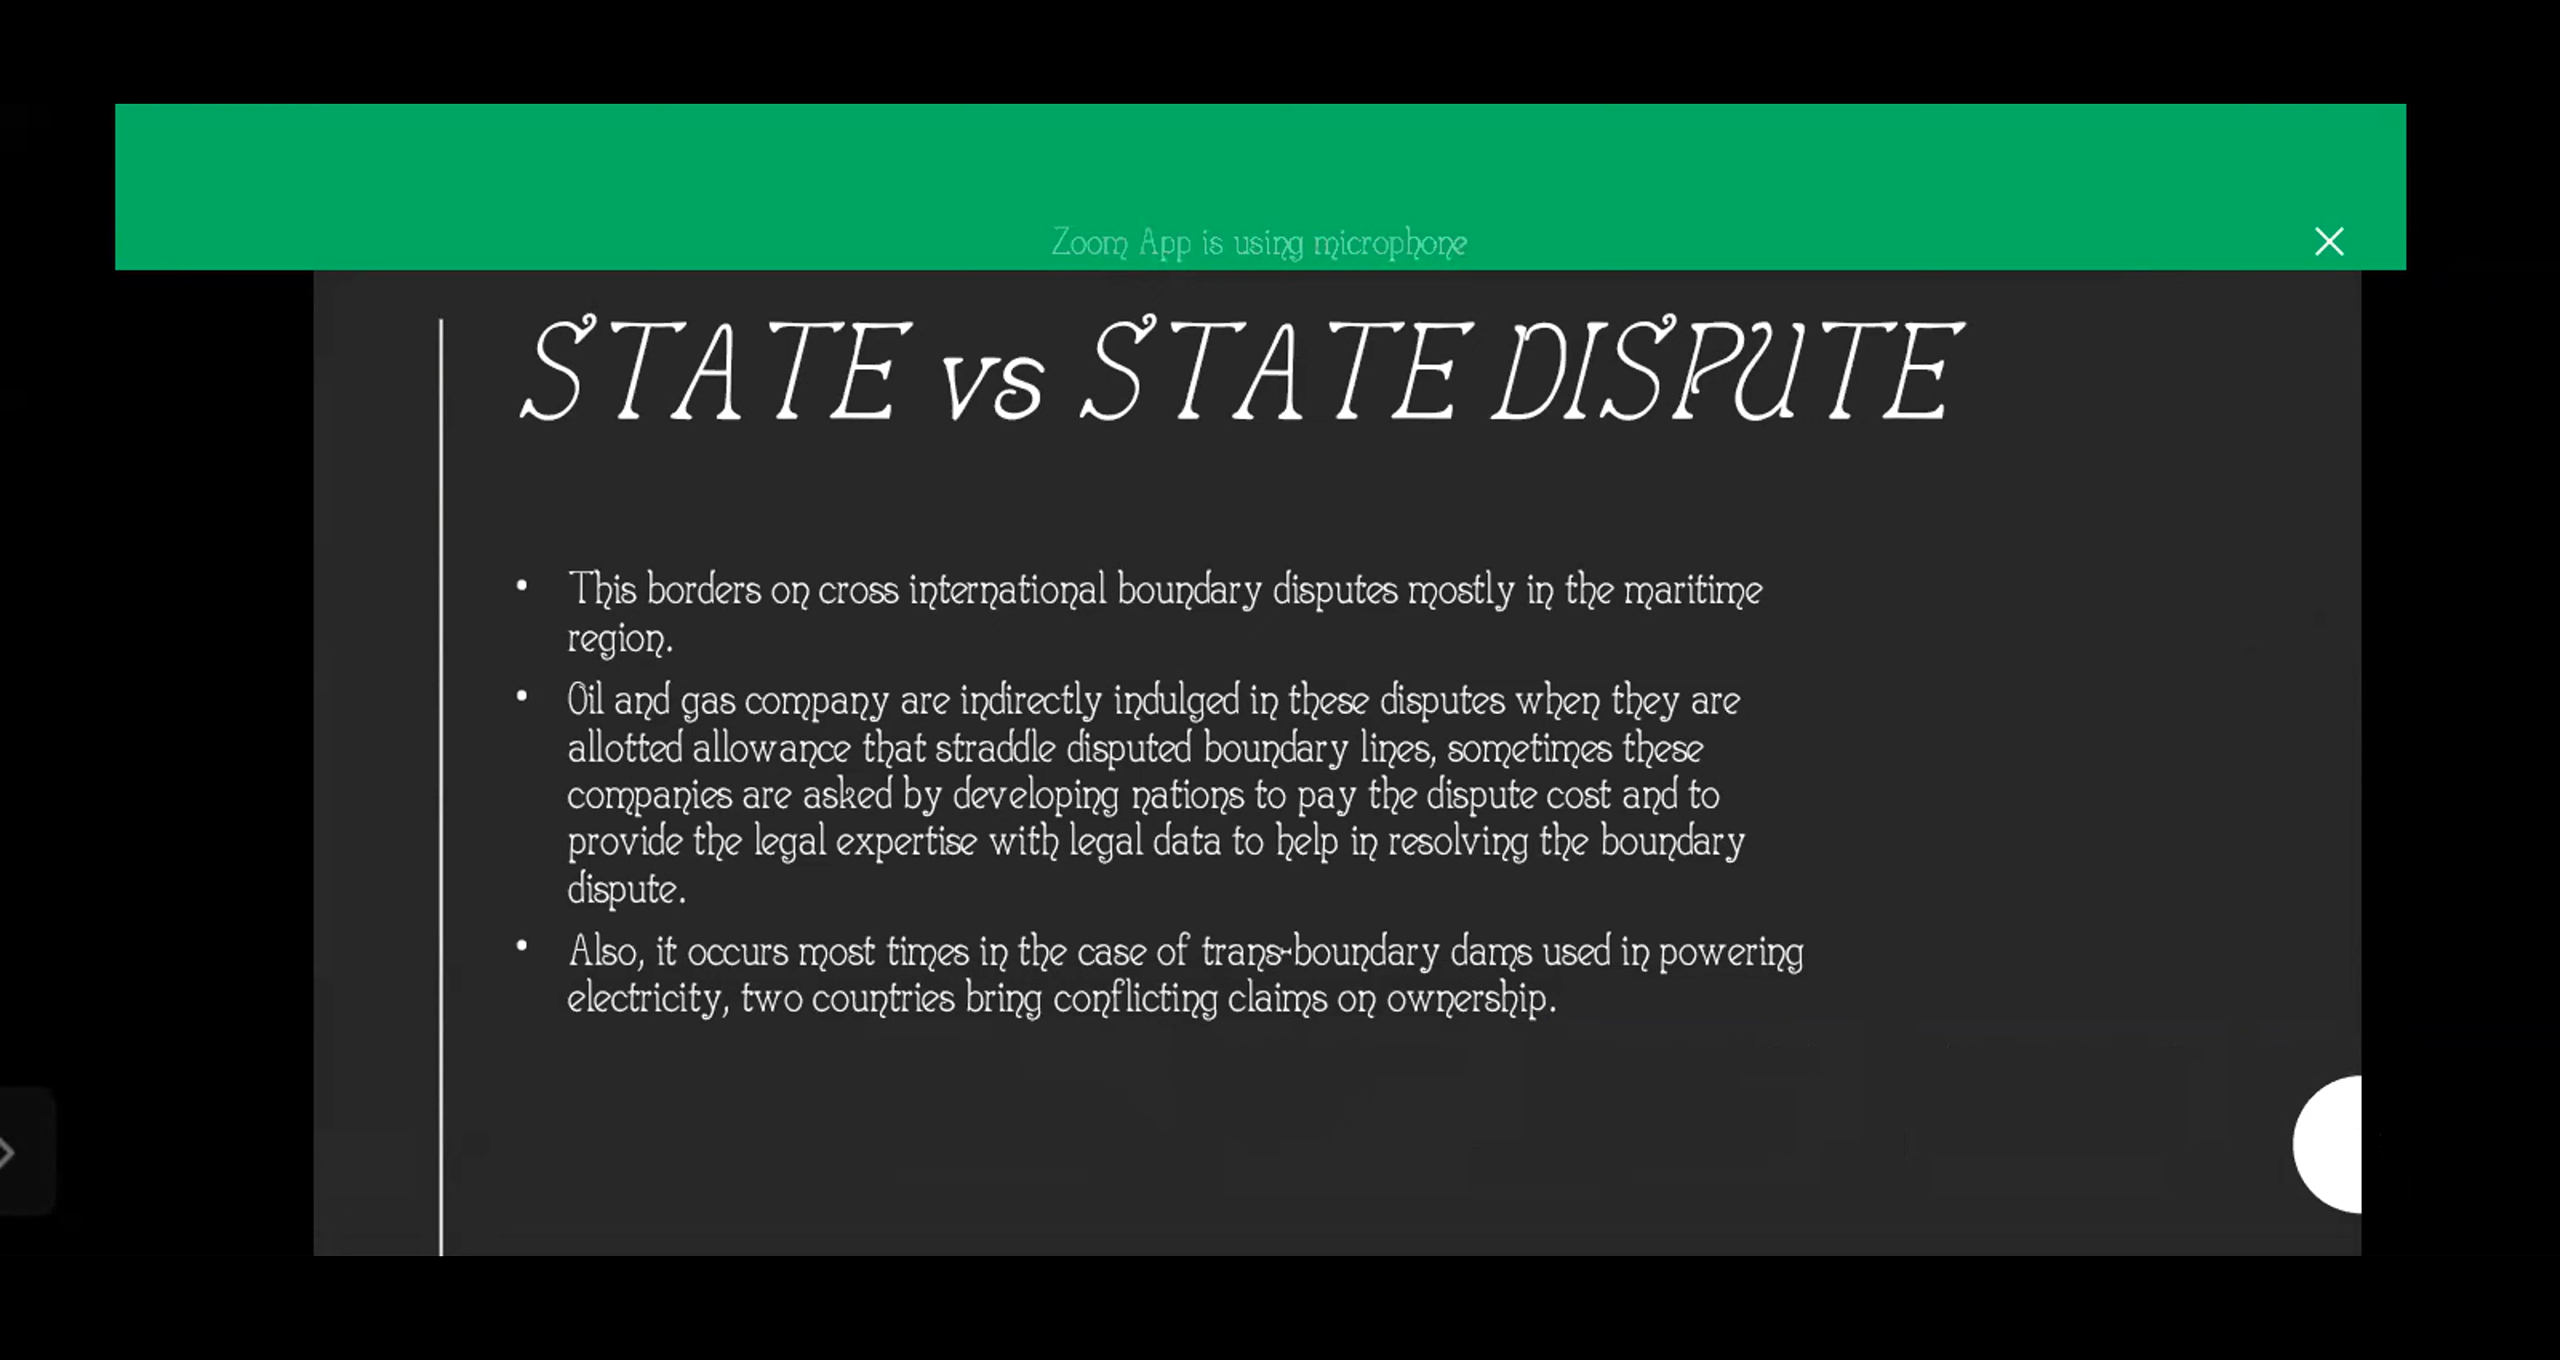 Zoom App is using microphone
STATE vs STATE DISPUTE
• This borders on cross international boundary disputes mostly in the maritime
region.
• Oil and gas company are indirectly indulged in these disputes when they are
allotted allowance that straddle disputed boundary lines, sometimes these
companies are asked by developing nations to pay the dispute cost and to
provide the legal expertise with legal data to help in resolving the boundary
dispute.
• Also, it occurs most times in the case of trans-boundary dams used in powering
electricity, two countries bring conflicting claims on ownership.